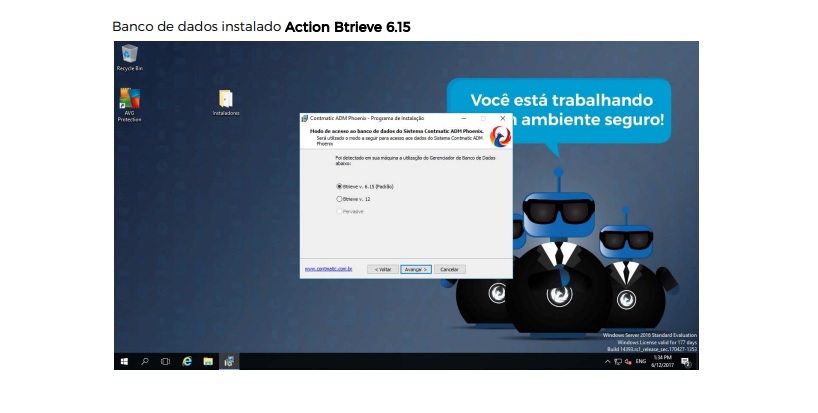 Banco de dados instalado Action Btrieve 6.15
Recycle Bin
AVG
Protection
Instaladores
Você está trabalhando
ambiente seguro!
Contmatic ADM Phoenix - Programa de Instalação
Modo de acesso ao banco de dados do Sistema Contmatic ADM Phoenix.
Será utilizado o modo a seguir para acesso aos dados do Sistema Contmatic ADM
Phoenix
Foi detectado em sua máquina a utilização do Gerenciador de Banco de Dados
abaixo:
Btrieve v. 6.15 (Padrão)
Btrieve v. 12
Pervasive
www.contmatic.com.br
< Voltar
Avançar >
Cancelar
Windows Server 2016 Standard Evaluation
Windows License valid for 177 days
Build 14393.rs1_release_sec.170427-1353
ENG
1:34 PM
6/12/2017